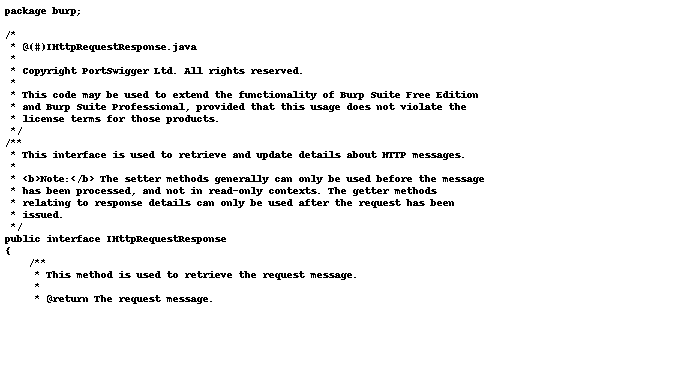 package burp;

/*
 * @(#)IHttpRequestResponse.java
 *
 * Copyright PortSwigger Ltd. All rights reserved.
 *
 * This code may be used to extend the functionality of Burp Suite Free Edition
 * and Burp Suite Professional, provided that this usage does not violate the
 * license terms for those products.
 */
/**
 * This interface is used to retrieve and update details about HTTP messages.
 *
 * <b>Note:</b> The setter methods generally can only be used before the message
 * has been processed, and not in read-only contexts. The getter methods
 * relating to response details can only be used after the request has been
 * issued.
 */
public interface IHttpRequestResponse
{
    /**
     * This method is used to retrieve the request message.
     *
     * @return The request message.